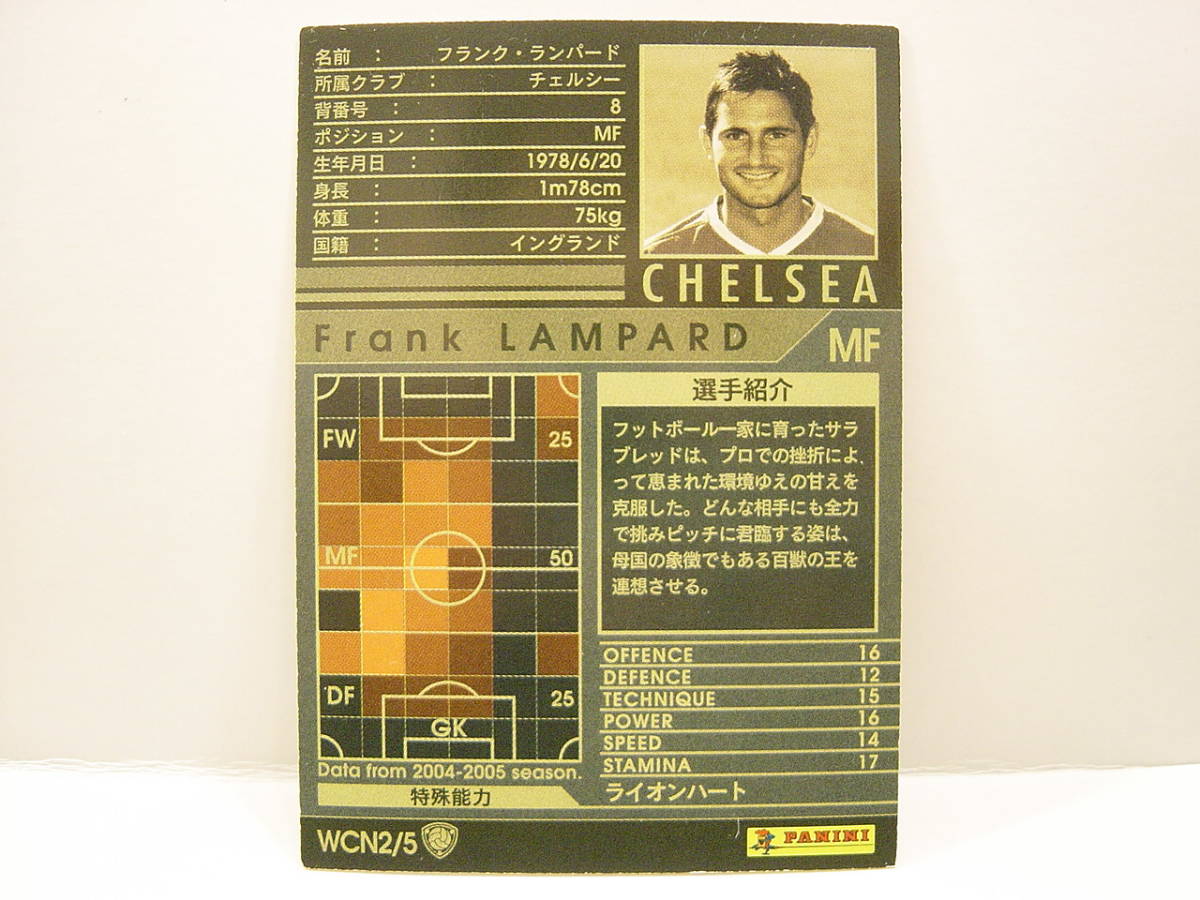 名前 : フランク・ランパード
所属クラブ : チェルシー
背番号 : 8
ポジション : MF
生年月日 : 1978/6/20
身長 : 1m78cm
体重 : 75kg
国籍 : イングランド
CHELSEA
Frank LAMPARD
MF
FW 25
MF 50
DF 25
GK
Data from 2004-2005 season.
選手紹介
フットボール一家に育ったサラ
ブレッドは、プロでの挫折によ
って恵まれた環境ゆえの甘えを
克服した。どんな相手にも全力
で挑みピッチに君臨する姿は、
母国の象徴でもある百獣の王を
連想させる。
OFFENCE 16
DEFENCE 12
TECHNIQUE 15
POWER 16
SPEED 14
STAMINA 17
特殊能力 ライオンハート
WCN2/5
PANINI